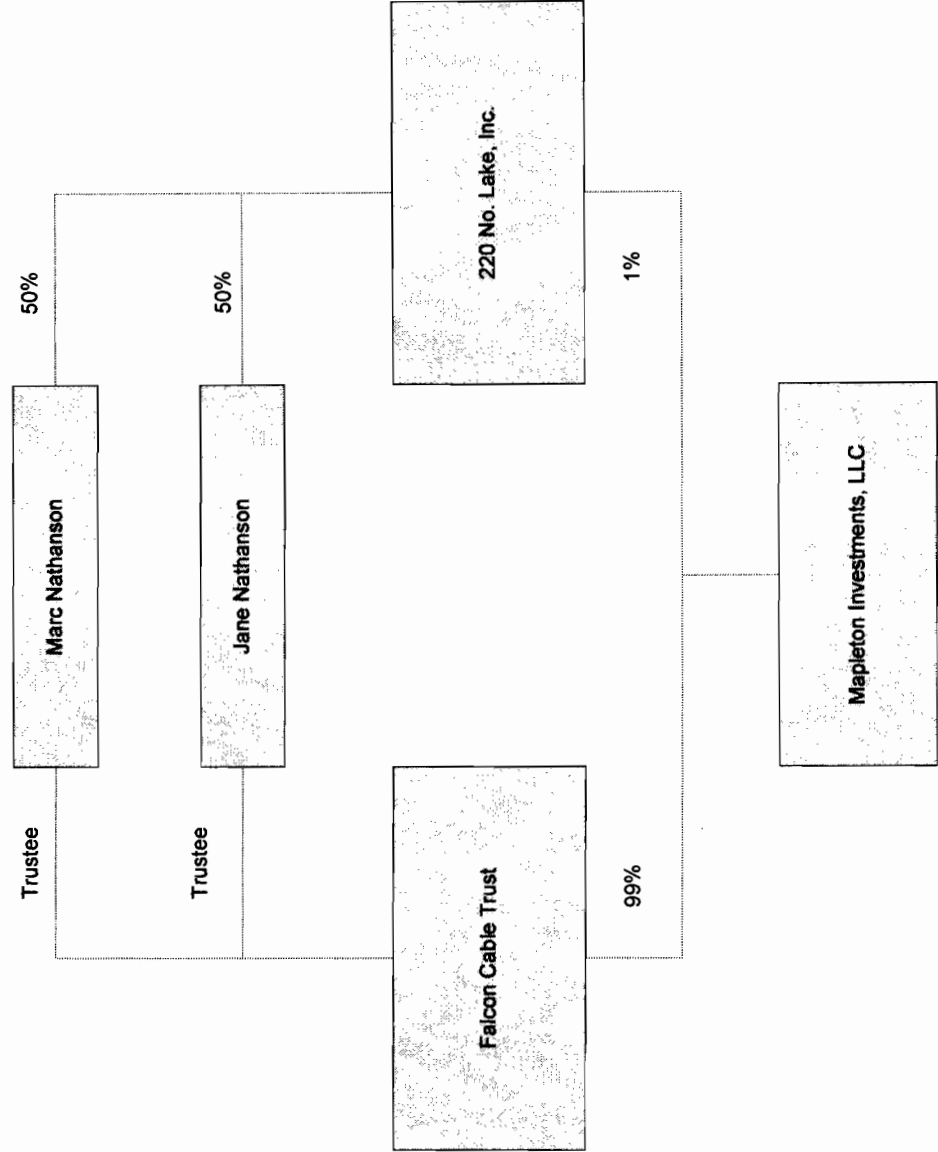 Trustee
Marc Nathanson
50%
Trustee
Jane Nathanson
50%
Falcon Cable Trust
220 No. Lake, Inc.
99%
1%
Mapleton Investments, LLC